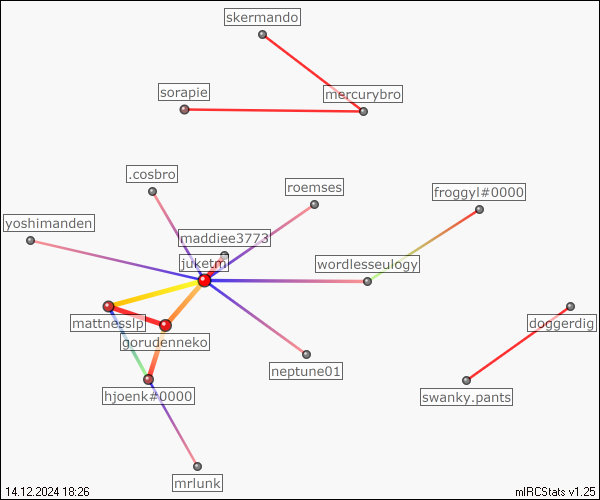 skermando
sorapie
mercurybro
.cosbro
roemses
froggyl#0000
yoshimanden
maddiee3773
juketm
wordlesseulogy
mattnesslp
gorudenneko
doggerdig
neptune01
hjoenk#0000
swanky.pants
mrlunk
14.12.2024 18:26
mIRCStats v1.25